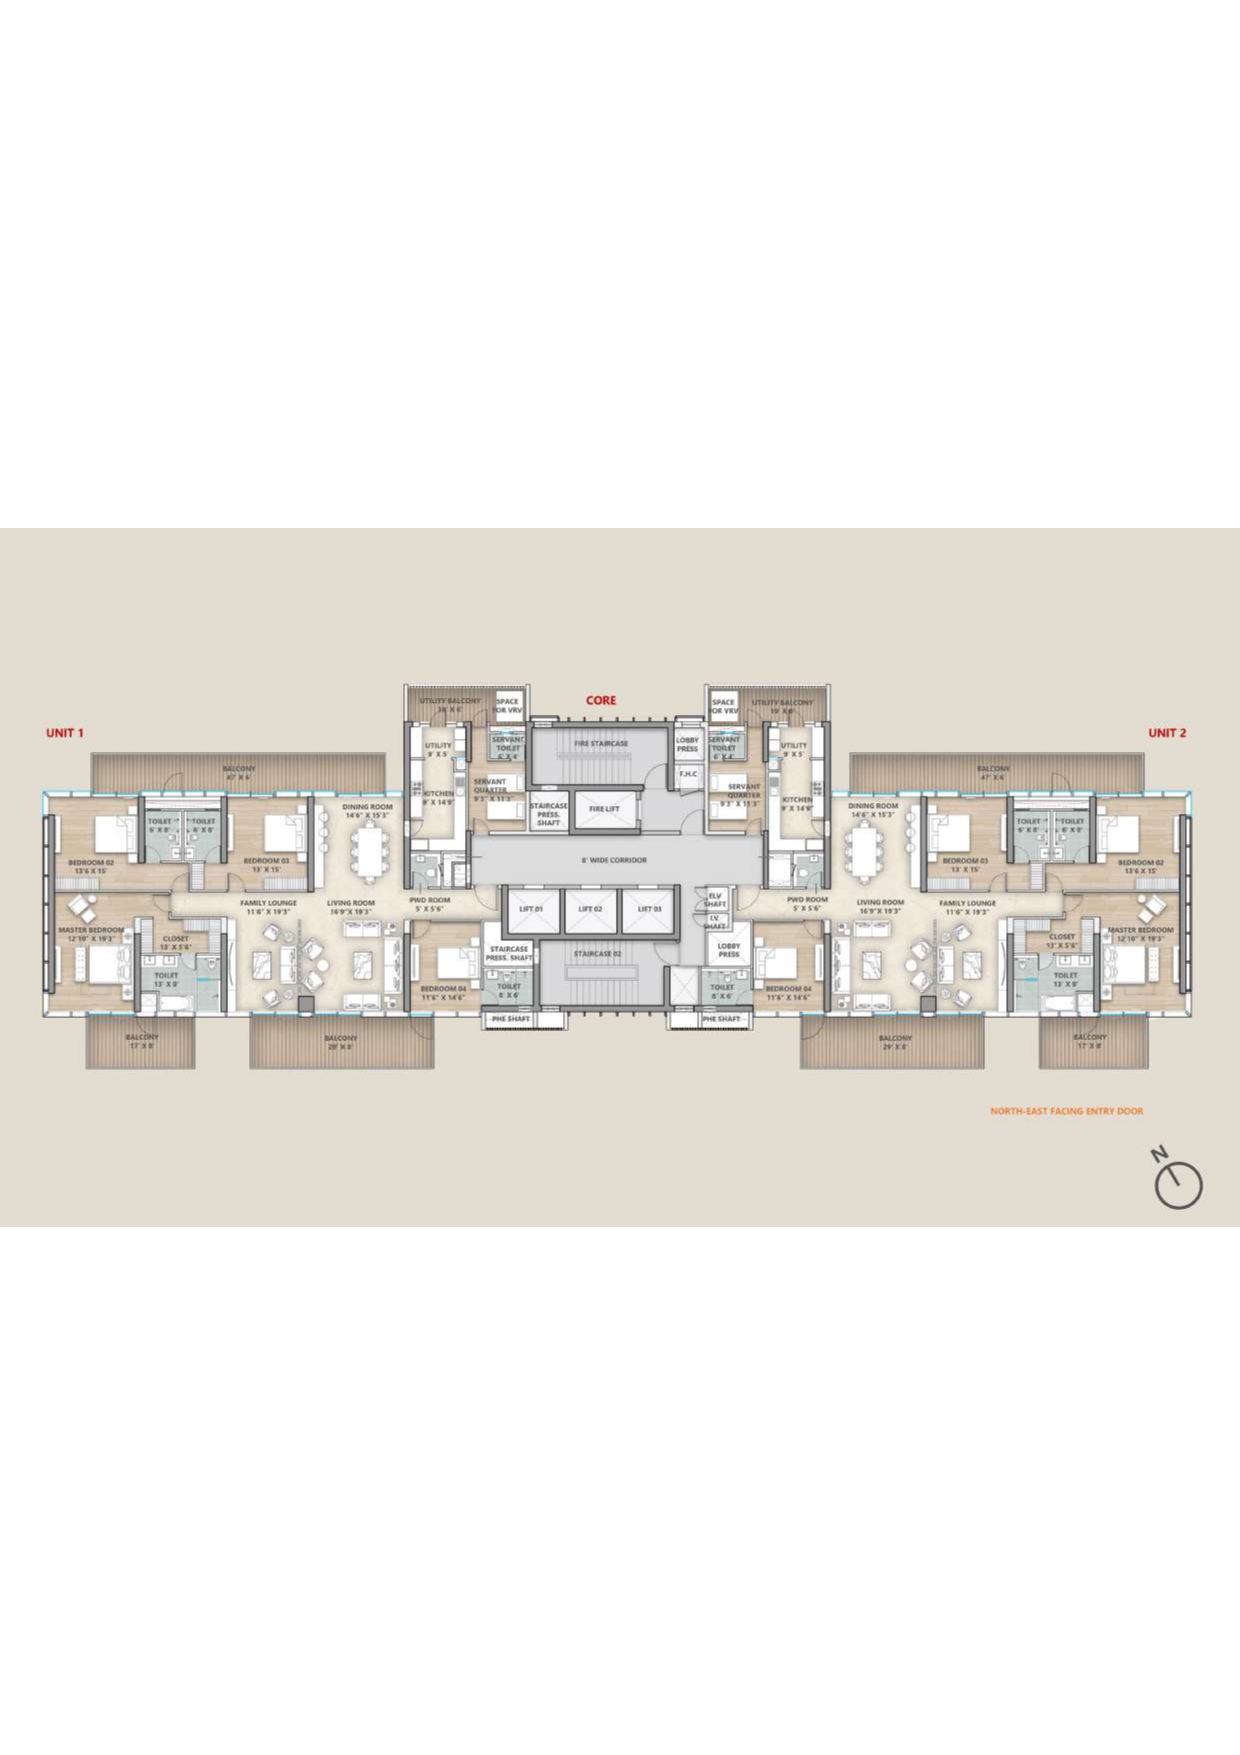 CORE
UNIT 1
UNIT 2
UTILITY BALCONY
SPACE
FOR VRV
SPACE
FOR VRV
UTILITY BALCONY
19' X 6'
UTILITY
9' X 5'
SERVANT
TOILET
6' X 4'
FIRE STAIRCASE
LOBBY
PRESS
SERVANT
TOILET
6' X 4'
UTILITY
9' X 5'
BALCONY
47' X 6'
BALCONY
47' X 6'
F.H.C
KITCHEN
9' X 14'9"
SERVANT
QUARTER
9'3" X 11'3"
STAIRCASE
PRESS.
SHAFT
FIRE LIFT
SERVANT
QUARTER
9'3" X 11'3"
KITCHEN
9' X 14'9"
TOILET
6' X 8'
TOILET
6' X 8'
DINING ROOM
14'6" X 15'3"
DINING ROOM
14'6" X 15'3"
TOILET
6' X 8'
TOILET
6' X 8'
BEDROOM 02
13'6 X 15'
BEDROOM 03
13' X 15'
8' WIDE CORRIDOR
BEDROOM 03
13' X 15'
BEDROOM 02
13'6 X 15'
FAMILY LOUNGE
11'6" X 19'3"
LIVING ROOM
16'9"X 19'3"
PWD ROOM
5' X 5'6"
LIFT 01
LIFT 02
LIFT 03
ELV
SHAFT
LV.
SHAFT
PWD ROOM
5' X 5'6"
LIVING ROOM
16'9"X 19'3"
FAMILY LOUNGE
11'6" X 19'3"
MASTER BEDROOM
12'10" X 19'3"
CLOSET
13' X 5'6"
STAIRCASE
PRESS. SHAFT
STAIRCASE 02
LOBBY
PRESS
CLOSET
13' X 5'6"
MASTER BEDROOM
12'10" X 19'3"
TOILET
13' X 9'
BEDROOM 04
11'6" X 14'6"
TOILET
8' X 6'
TOILET
8' X 6'
BEDROOM 04
11'6" X 14'6"
TOILET
13' X 9'
PHE SHAFT
PHE SHAFT
BALCONY
17' X 8'
BALCONY
BALCONY
29' X 8'
BALCONY
17' X 8'
NORTH-EAST FACING ENTRY DOOR
N